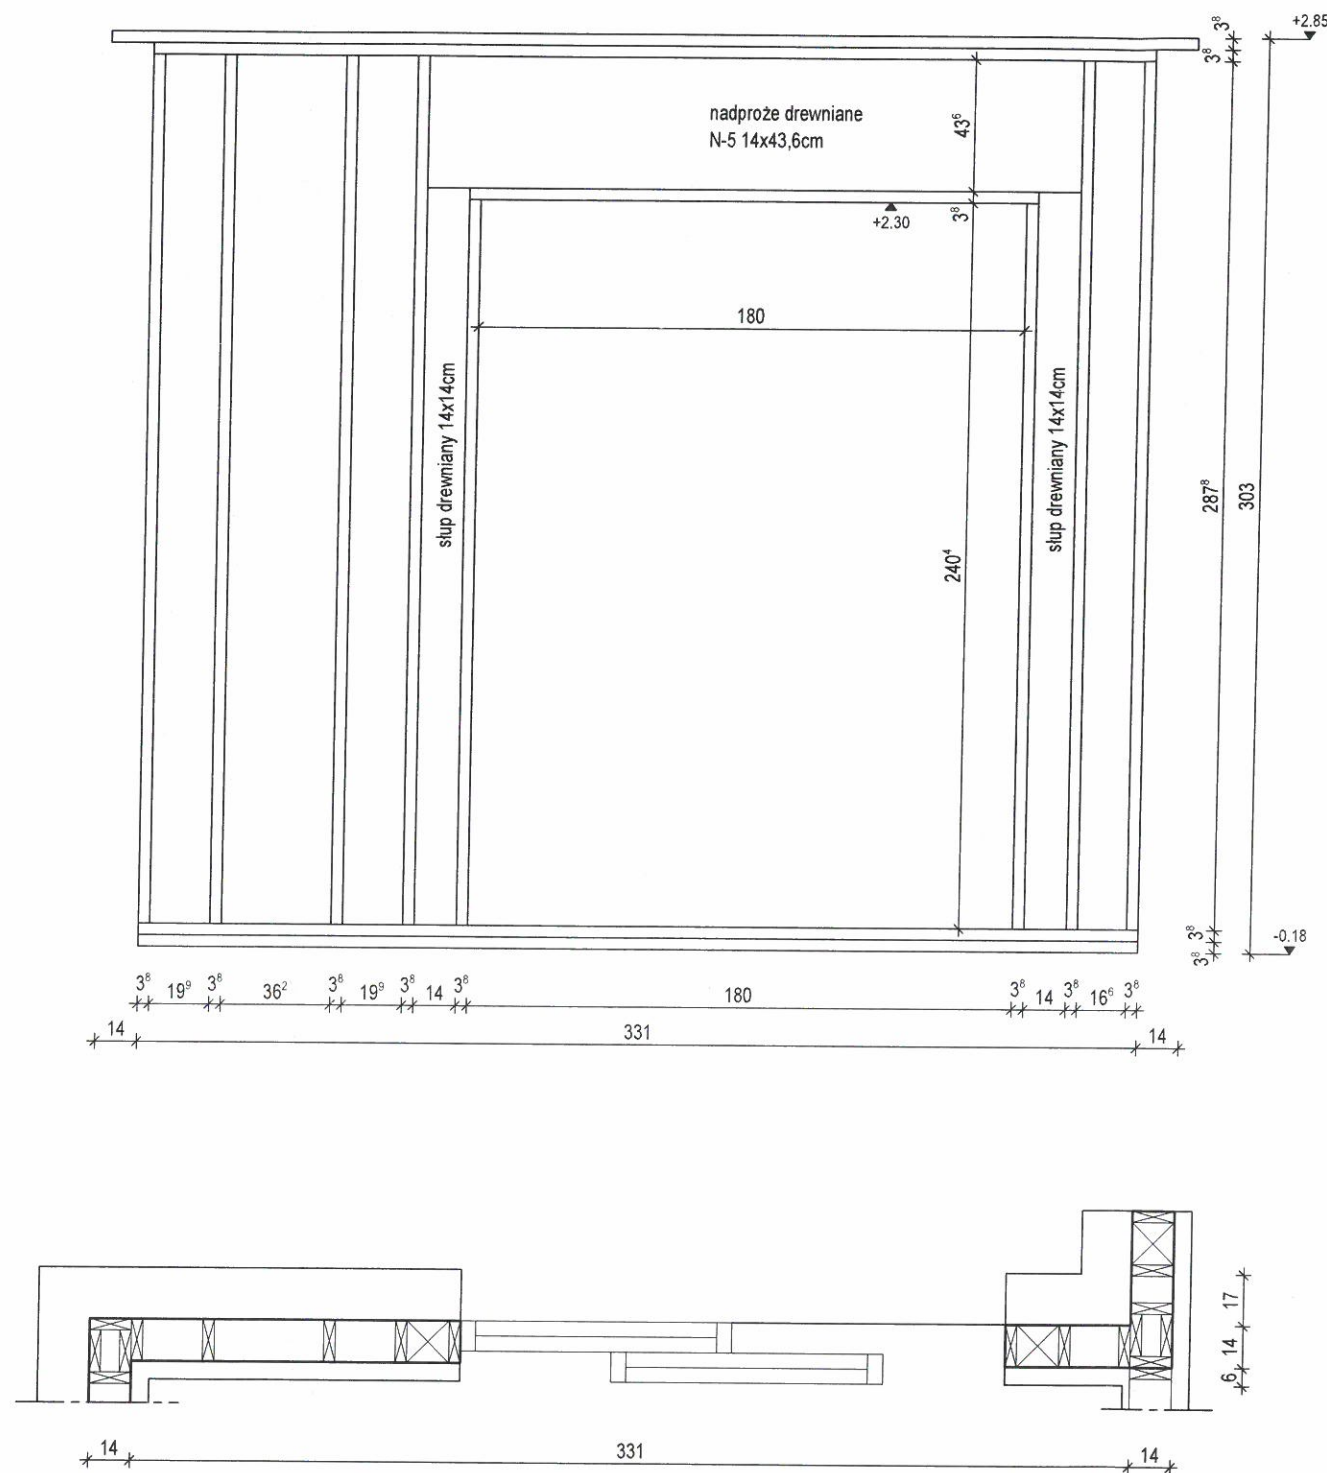 3⁸
+2.85
3⁸
nadproże drewniane
N-5 14x43,6cm
43⁶
3⁸
+2.30
180
słup drewniany 14x14cm
słup drewniany 14x14cm
240⁴
287⁸
303
3⁸
-0.18
3⁸
3⁸ 19⁹ 3⁸ 36² 3⁸ 19⁹ 3⁸ 14 3⁸ 180 3⁸ 14 3⁸ 16⁶ 3⁸
14 331 14
17
14
6
14 331 14